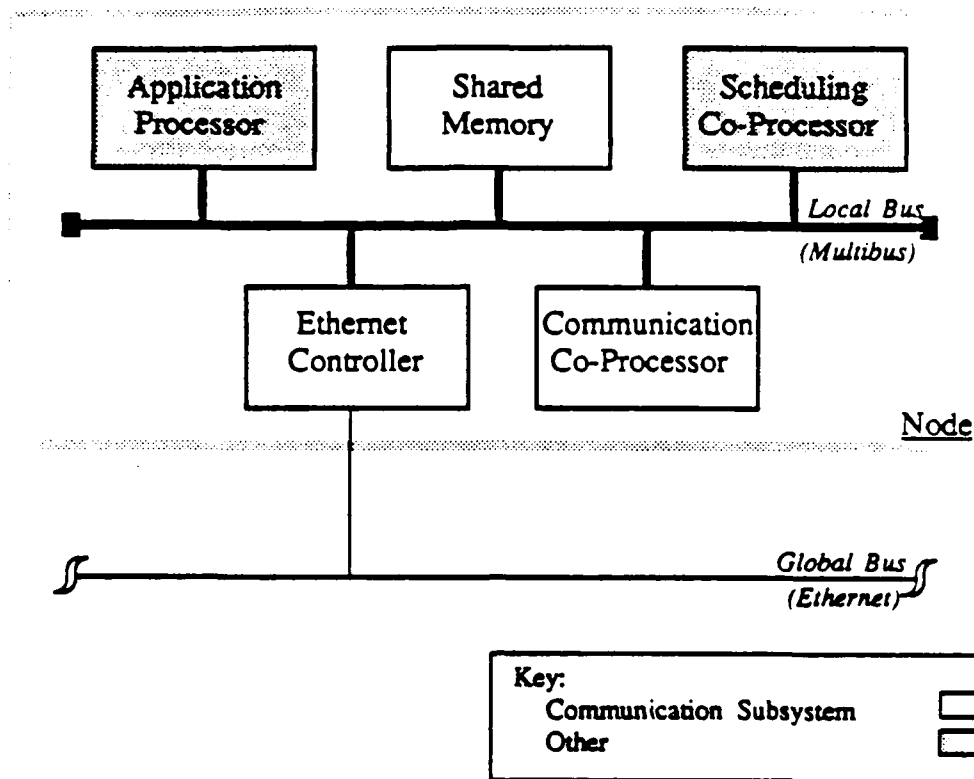 Application
Processor
Shared
Memory
Scheduling
Co-Processor
Local Bus
(Multibus)
Ethernet
Controller
Communication
Co-Processor
Node
Global Bus
(Ethernet)
Key:
Communication Subsystem
Other